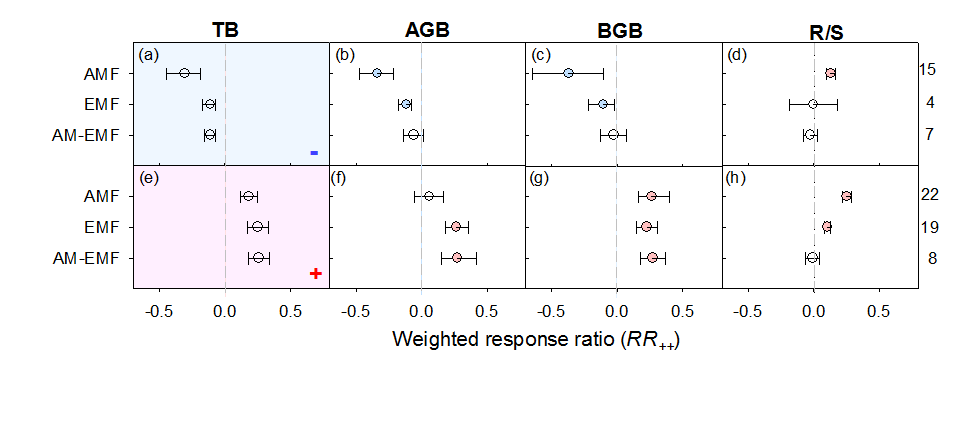 TB AGB BGB R/S
(a) (b) (c) (d)
AMF 15
EMF 4
AM-EMF 7
-
(e) (f) (g) (h)
AMF 22
EMF 19
AM-EMF 8
+
-0.5 0.0 0.5 -0.5 0.0 0.5 -0.5 0.0 0.5 -0.5 0.0 0.5
Weighted response ratio (RR++)